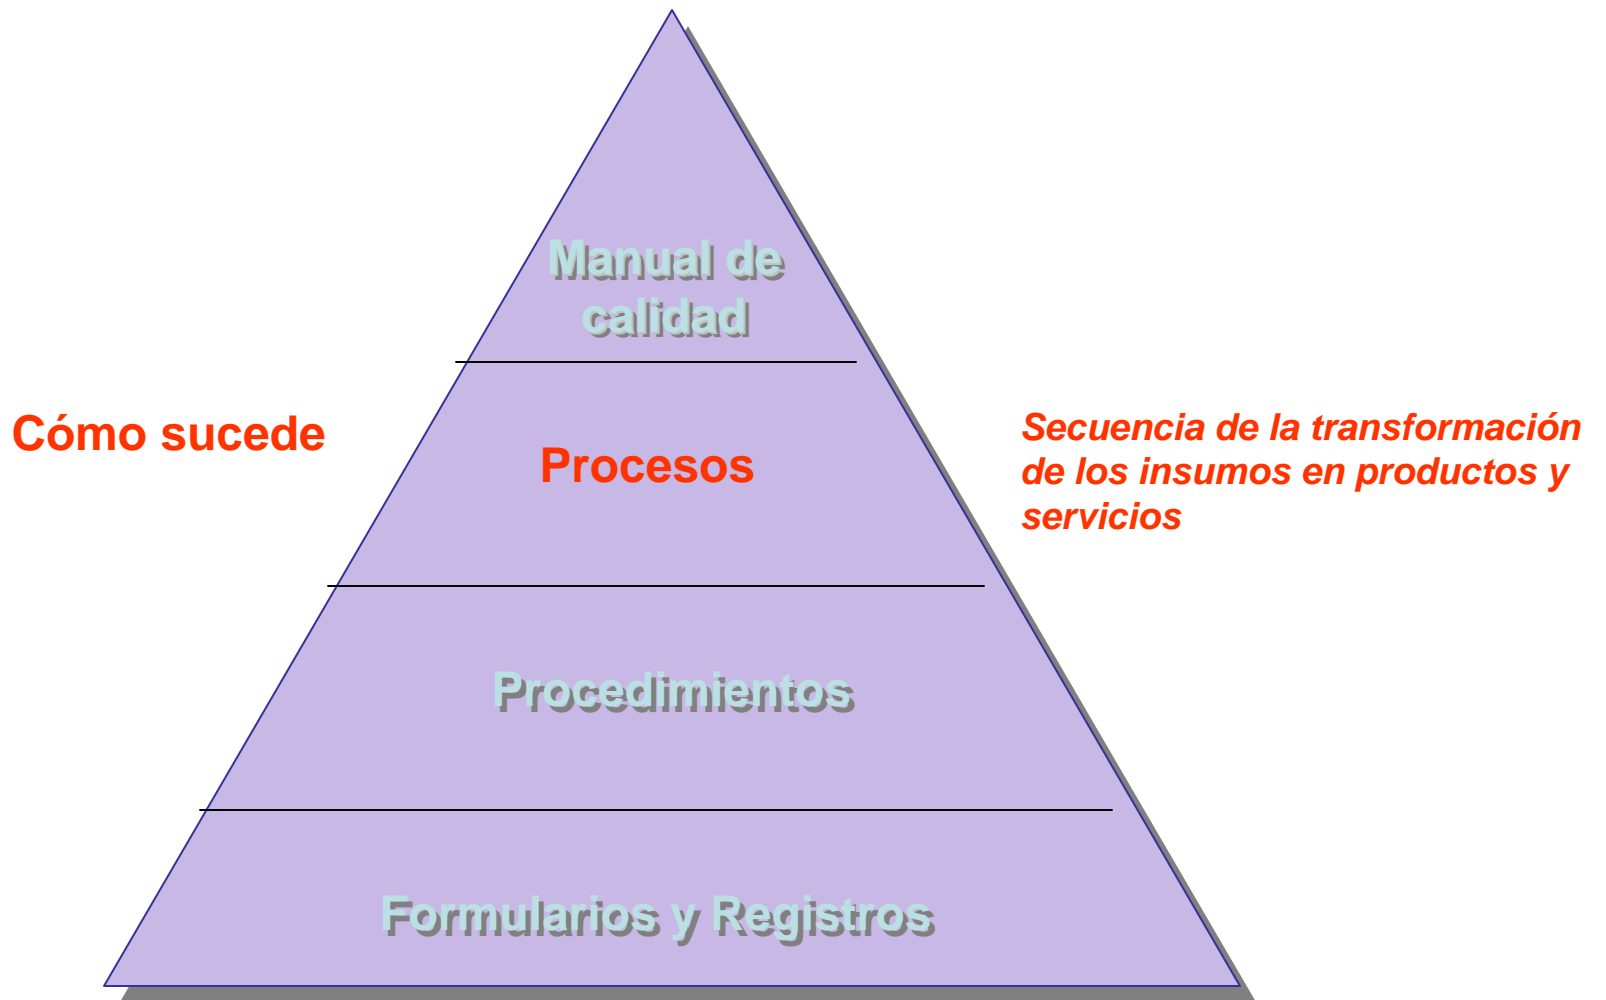 Manual de
calidad
Cómo sucede
Procesos
Secuencia de la transformación
de los insumos en productos y
servicios
Procedimientos
Formularios y Registros